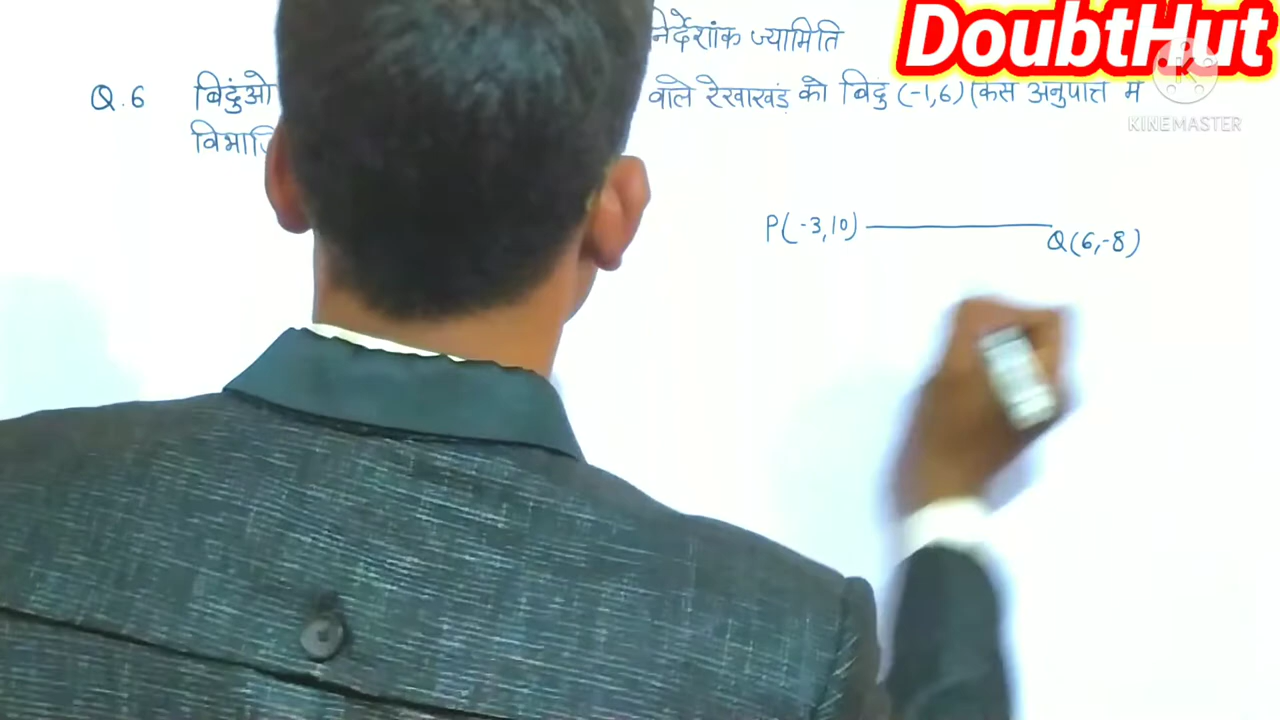 निर्देशांक ज्यामिति
DoubtHut
Q.6 बिंदुओ वाले रेखाखंड को बिंदु (-1,6) किस अनुपात में
KINEMASTER
P(-3,10)
Q(6,-8)